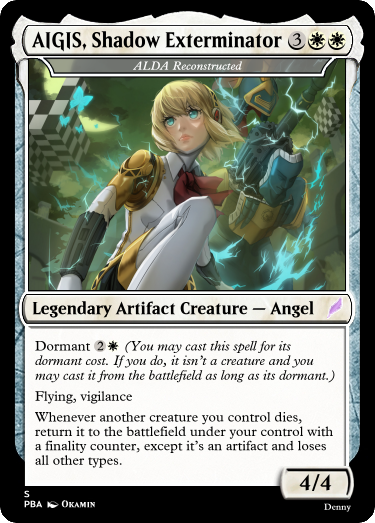 AIGIS, Shadow Exterminator 3
ALDA Reconstructed
Legendary Artifact Creature — Angel
Dormant 2 (You may cast this spell for its
dormant cost. If you do, it isn't a creature and you
may cast it from the battlefield as long as its dormant.)
Flying, vigilance
Whenever another creature you control dies,
return it to the battlefield under your control with
a finality counter, except it's an artifact and loses
all other types.
4/4
S
PBA OKAMIN
Denny